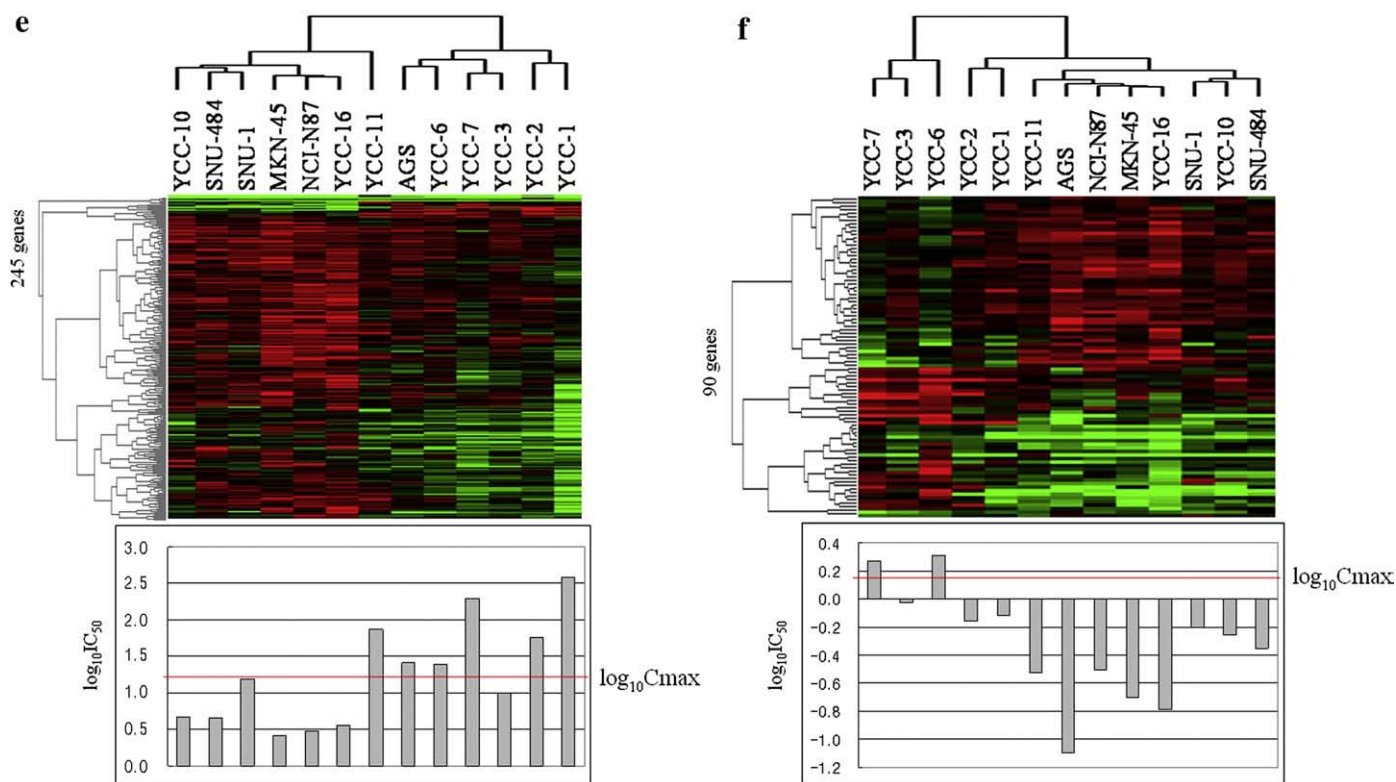 e
YCC-10 SNU-484 SNU-1 MKN-45 NCI-N87 YCC-16 YCC-11 AGS YCC-6 YCC-7 YCC-3 YCC-2 YCC-1
245 genes
3.0
2.5
2.0
1.5
1.0
0.5
0.0
log₁₀IC₅₀
log₁₀Cmax
f
YCC-7 YCC-3 YCC-6 YCC-2 YCC-1 YCC-11 AGS NCI-N87 MKN-45 YCC-16 SNU-1 YCC-10 SNU-484
90 genes
0.4
0.2
0.0
-0.2
-0.4
-0.6
-0.8
-1.0
-1.2
log₁₀IC₅₀
log₁₀Cmax